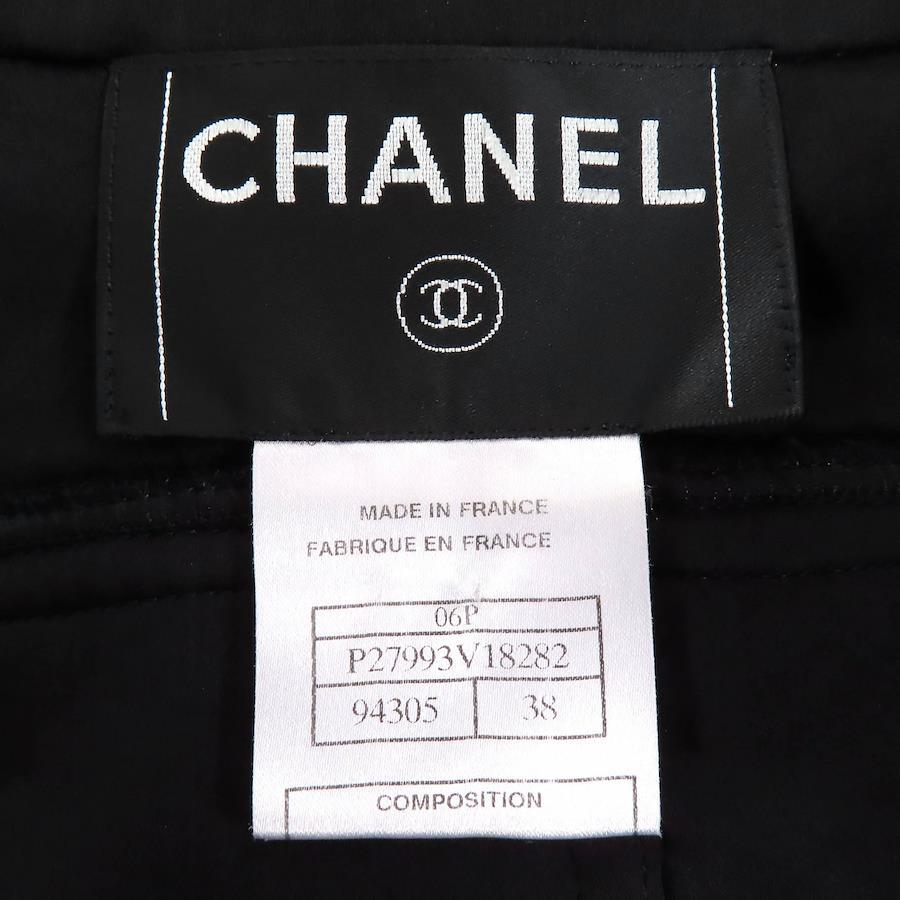 CHANEL
MADE IN FRANCE
FABRIQUE EN FRANCE
06P
P27993V18282
94305 38
COMPOSITION